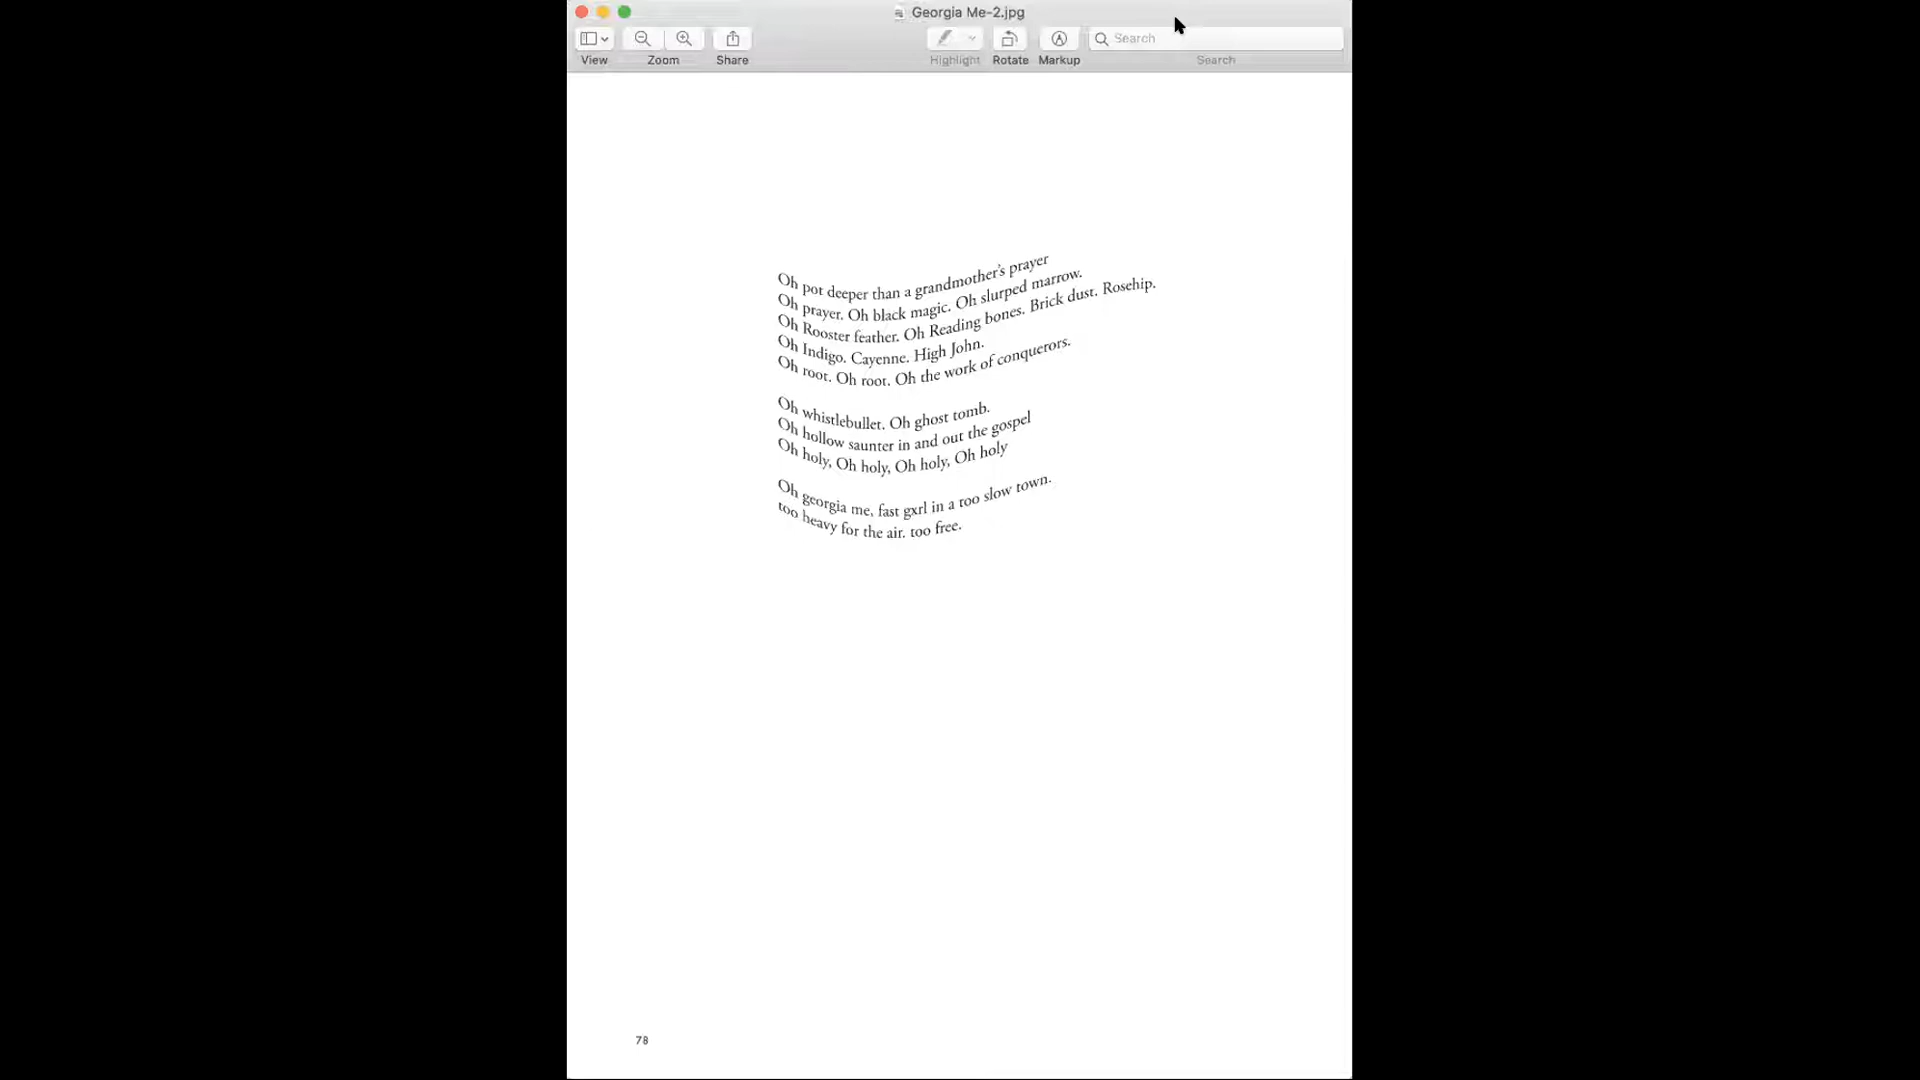 Georgia Me-2.jpg
View
Zoom
Share
Highlight
Rotate
Markup
Search
Search
Oh pot deeper than a grandmother's prayer
Oh prayer. Oh black magic. Oh slurped marrow.
Oh Rooster feather. Oh Reading bones. Brick dust. Rosehip.
Oh Indigo. Cayenne. High John.
Oh root. Oh root. Oh the work of conquerors.
Oh whistlebullet. Oh ghost tomb.
Oh hollow saunter in and out the gospel
Oh holy, Oh holy, Oh holy, Oh holy
Oh georgia me, fast gxrl in a too slow town.
too heavy for the air. too free.
78